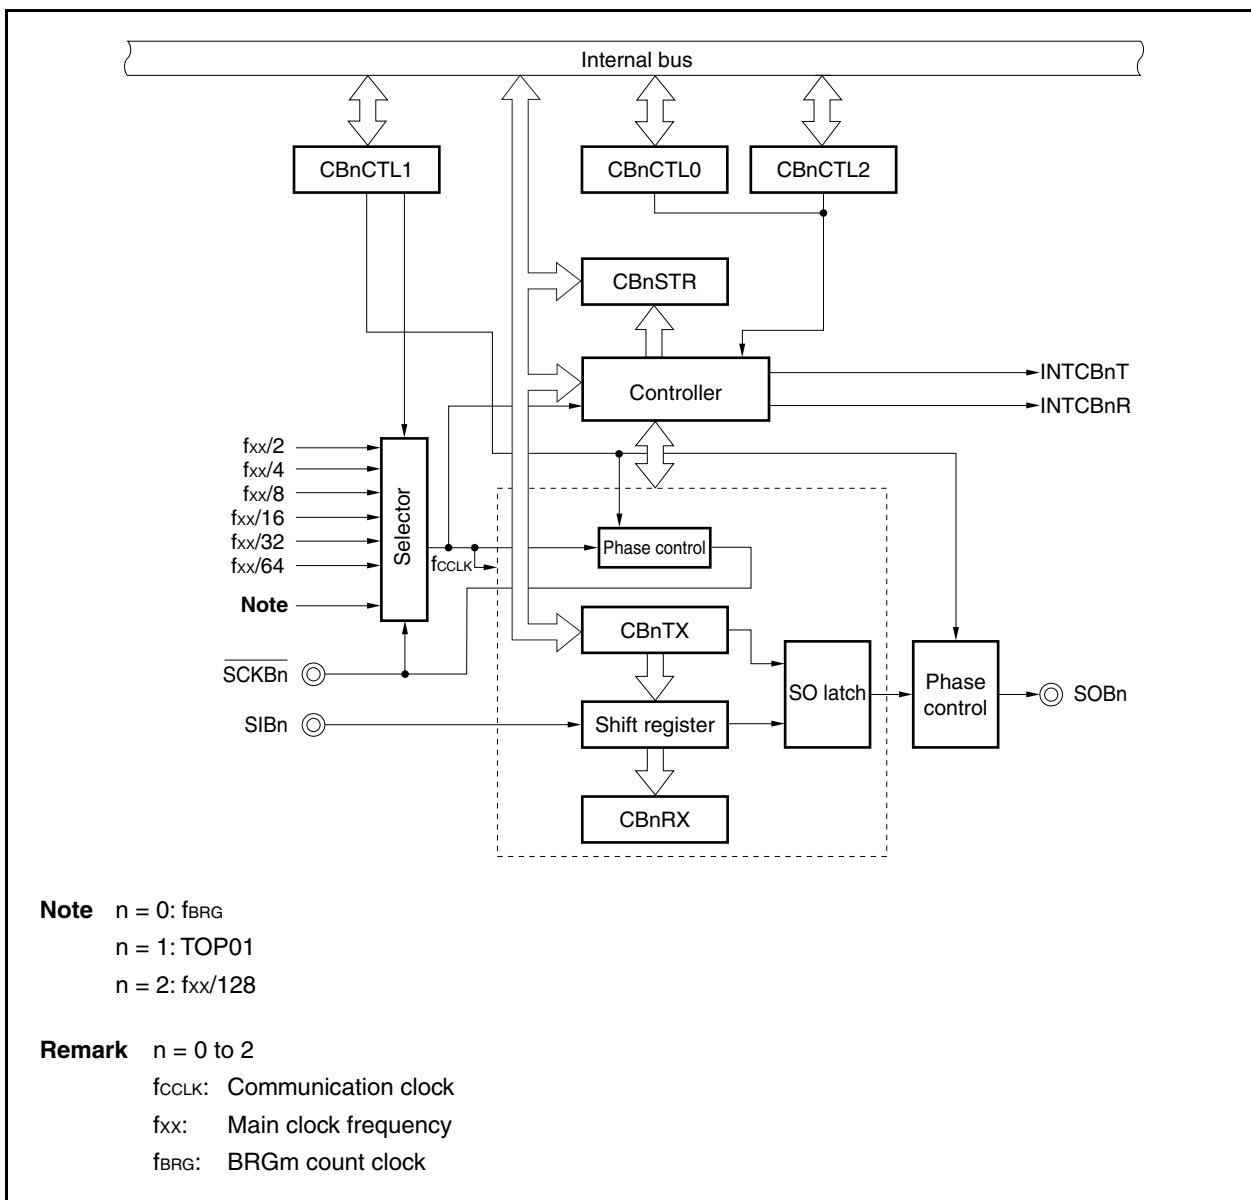 Internal bus
CBnCTL1
CBnCTL0
CBnCTL2
CBnSTR
Controller
INTCBnT
INTCBnR
fxx/2
fxx/4
fxx/8
fxx/16
fxx/32
fxx/64
Note
Selector
fCCLK
Phase control
CBnTX
SCKBn
SO latch
Phase
control
SOBn
SIBn
Shift register
CBnRX
Note n = 0: fBRG
n = 1: TOP01
n = 2: fxx/128
Remark n = 0 to 2
fCCLK: Communication clock
fxx: Main clock frequency
fBRG: BRGm count clock